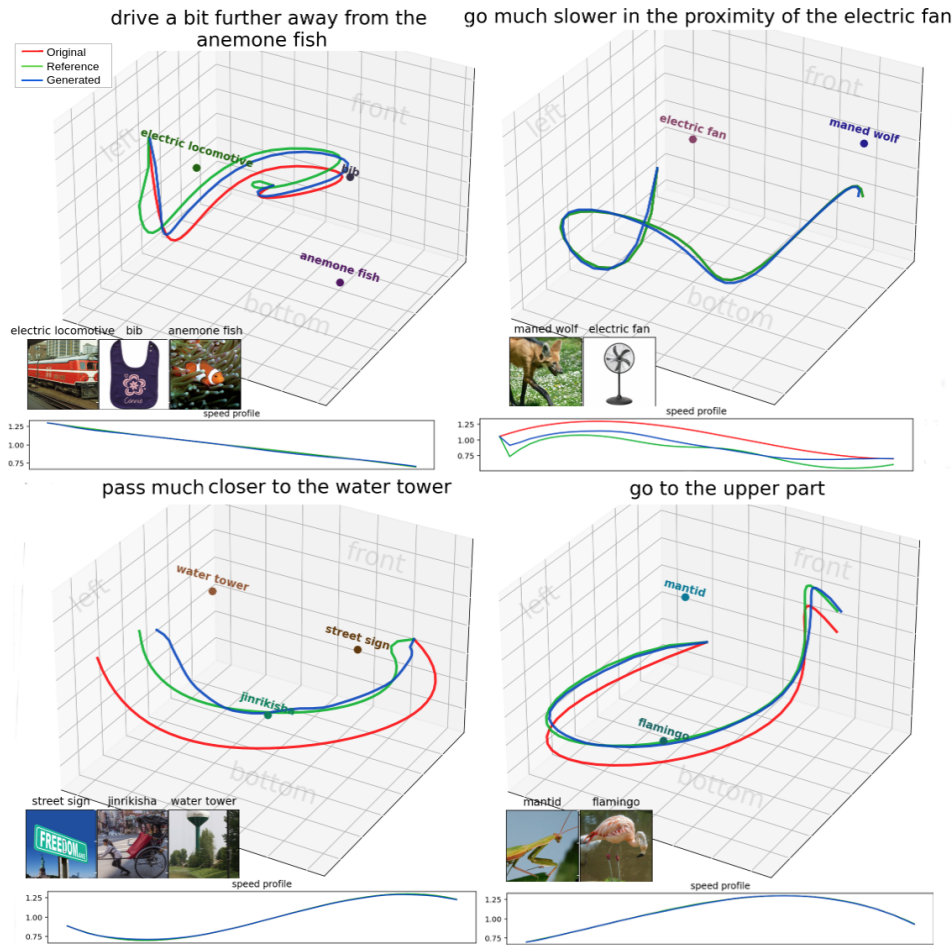 drive a bit further away from the
anemone fish
Original
Reference
Generated
left
front
bottom
electric locomotive
bib
anemone fish
electric locomotive bib anemone fish
Connie
speed profile
1.25
1.00
0.75
go much slower in the proximity of the electric fan
left
front
bottom
electric fan
maned wolf
maned wolf electric fan
speed profile
1.25
1.00
0.75
pass much closer to the water tower
left
front
bottom
water tower
street sign
jinrikisha
street sign jinrikisha water tower
FREEDOM
speed profile
1.25
1.00
0.75
go to the upper part
left
front
mantid
flamingo
bottom
mantid flamingo
speed profile
1.25
1.00
0.75